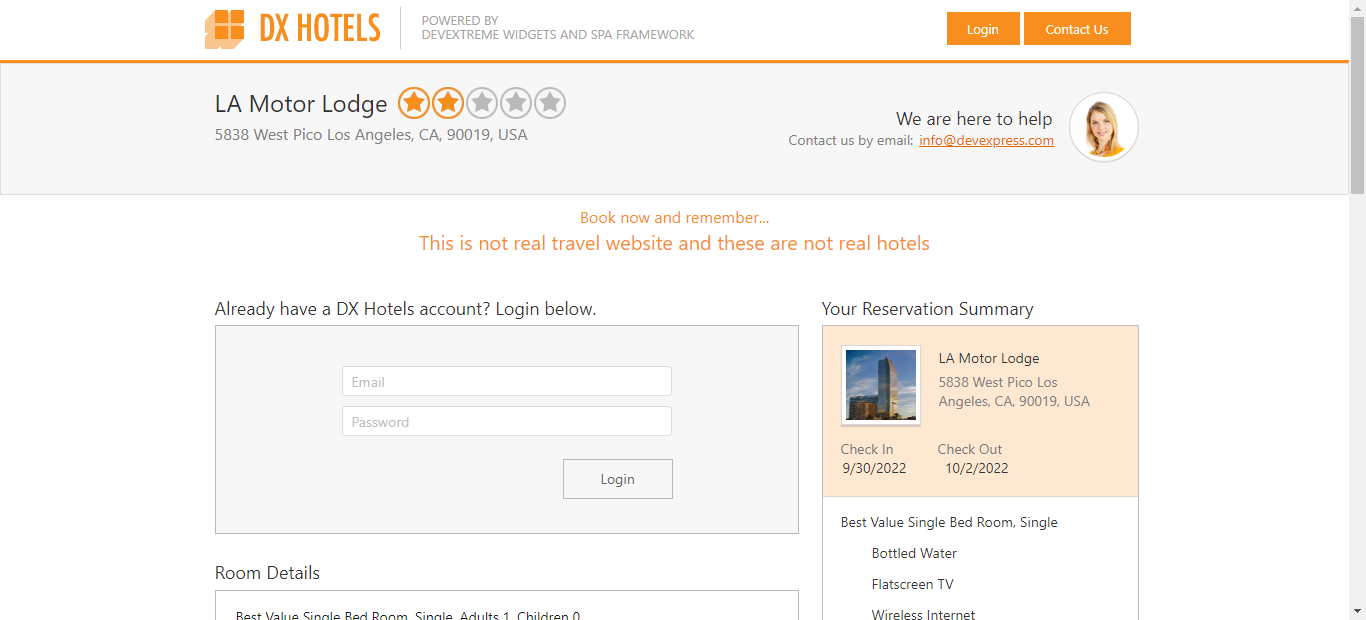 DX HOTELS
POWERED BY
DEVEXTREME WIDGETS AND SPA FRAMEWORK
Login
Contact Us
LA Motor Lodge
5838 West Pico Los Angeles, CA, 90019, USA
We are here to help
Contact us by email: info@devexpress.com
Book now and remember...
This is not real travel website and these are not real hotels
Already have a DX Hotels account? Login below.
Email
Password
Login
Room Details
Best Value Single Bed Room, Single, Adults 1, Children 0
Your Reservation Summary
LA Motor Lodge
5838 West Pico Los
Angeles, CA, 90019, USA
Check In
Check Out
9/30/2022
10/2/2022
Best Value Single Bed Room, Single
Bottled Water
Flatscreen TV
Wireless Internet